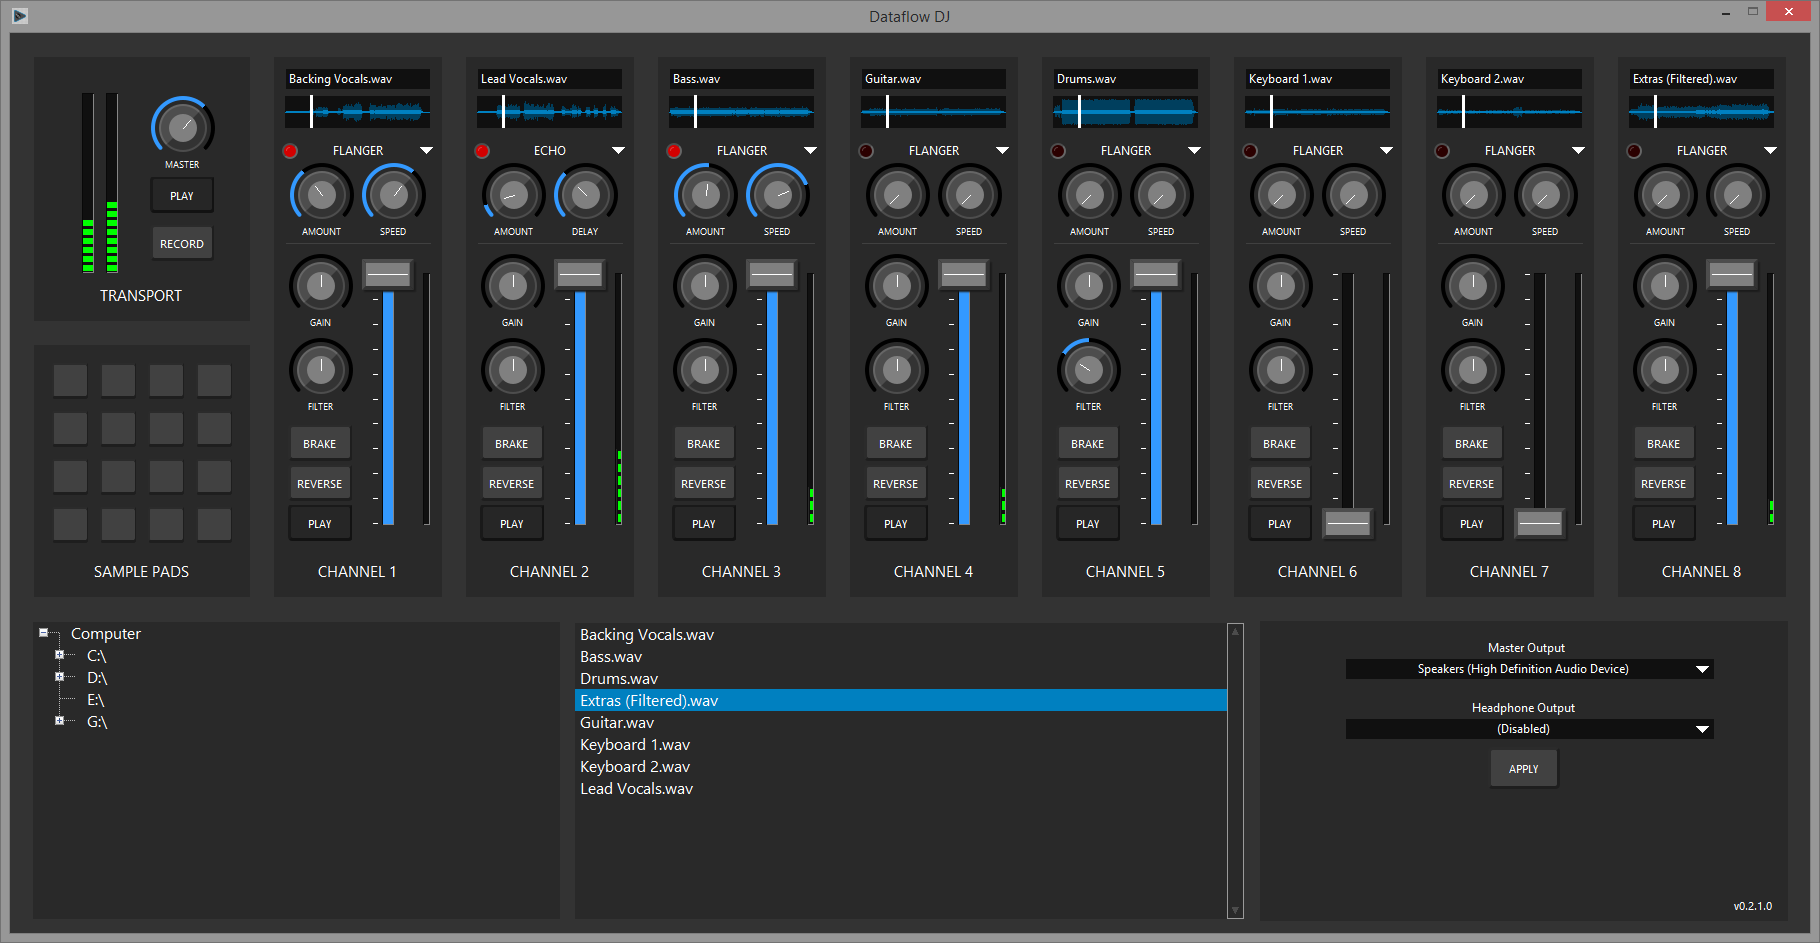 Dataflow DJ
MASTER
PLAY
RECORD
TRANSPORT
SAMPLE PADS
Backing Vocals.wav
FLANGER
AMOUNT SPEED
GAIN
FILTER
BRAKE
REVERSE
PLAY
CHANNEL 1
Lead Vocals.wav
ECHO
AMOUNT DELAY
GAIN
FILTER
BRAKE
REVERSE
PLAY
CHANNEL 2
Bass.wav
FLANGER
AMOUNT SPEED
GAIN
FILTER
BRAKE
REVERSE
PLAY
CHANNEL 3
Guitar.wav
FLANGER
AMOUNT SPEED
GAIN
FILTER
BRAKE
REVERSE
PLAY
CHANNEL 4
Drums.wav
FLANGER
AMOUNT SPEED
GAIN
FILTER
BRAKE
REVERSE
PLAY
CHANNEL 5
Keyboard 1.wav
FLANGER
AMOUNT SPEED
GAIN
FILTER
BRAKE
REVERSE
PLAY
CHANNEL 6
Keyboard 2.wav
FLANGER
AMOUNT SPEED
GAIN
FILTER
BRAKE
REVERSE
PLAY
CHANNEL 7
Extras (Filtered).wav
FLANGER
AMOUNT SPEED
GAIN
FILTER
BRAKE
REVERSE
PLAY
CHANNEL 8
Computer
C:\
D:\
E:\
G:\
Backing Vocals.wav
Bass.wav
Drums.wav
Extras (Filtered).wav
Guitar.wav
Keyboard 1.wav
Keyboard 2.wav
Lead Vocals.wav
Master Output
Speakers (High Definition Audio Device)
Headphone Output
(Disabled)
APPLY
v0.2.1.0